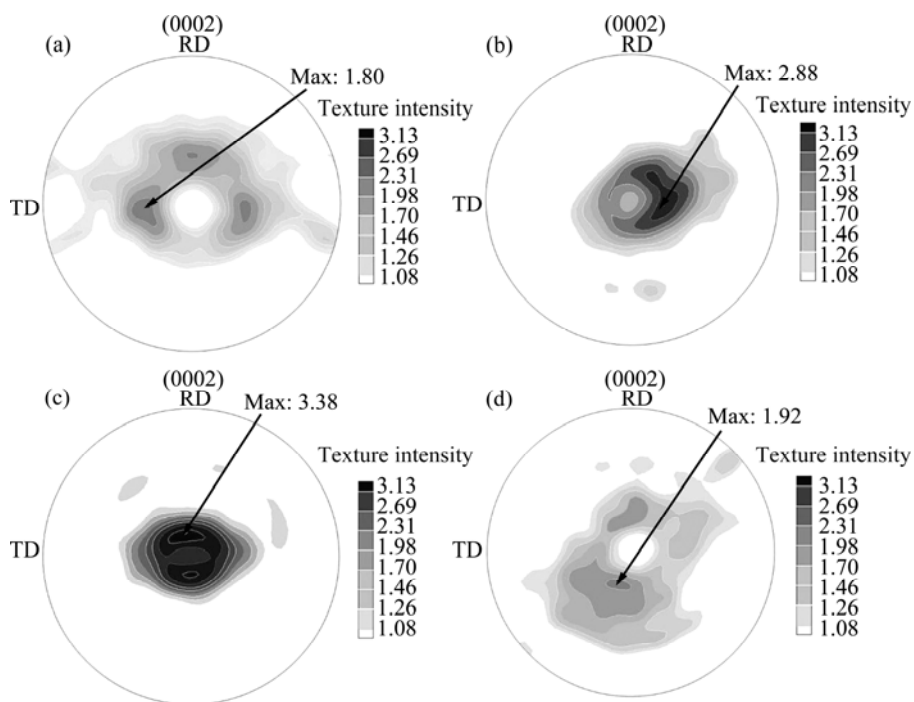 (a)
(0002)
RD
Max: 1.80
Texture intensity
3.13
2.69
2.31
1.98
1.70
1.46
1.26
1.08
TD
(b)
(0002)
RD
Max: 2.88
Texture intensity
3.13
2.69
2.31
1.98
1.70
1.46
1.26
1.08
TD
(c)
(0002)
RD
Max: 3.38
Texture intensity
3.13
2.69
2.31
1.98
1.70
1.46
1.26
1.08
TD
(d)
(0002)
RD
Max: 1.92
Texture intensity
3.13
2.69
2.31
1.98
1.70
1.46
1.26
1.08
TD